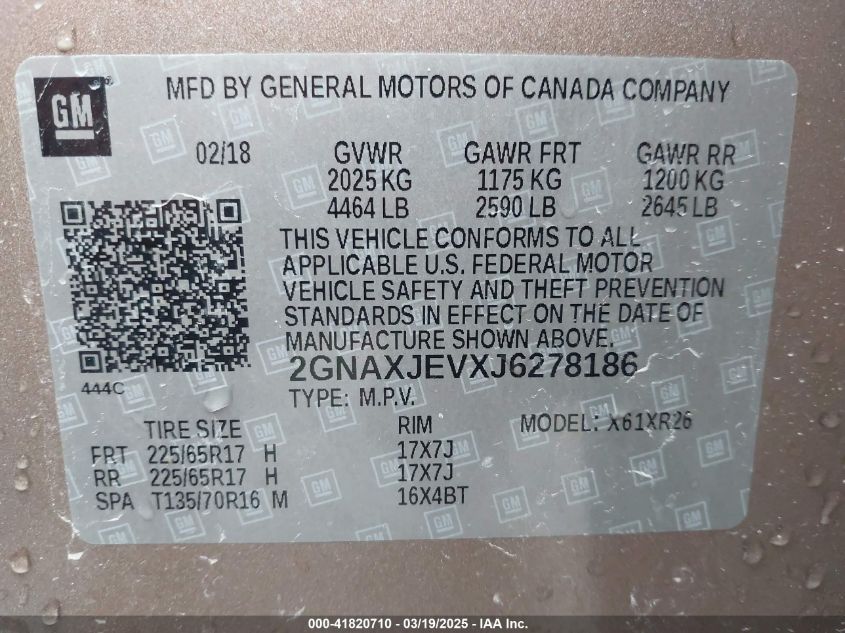 GM
MFD BY GENERAL MOTORS OF CANADA COMPANY
02/18 GVWR GAWR FRT GAWR RR
2025 KG 1175 KG 1200 KG
4464 LB 2590 LB 2645 LB
THIS VEHICLE CONFORMS TO ALL
APPLICABLE U.S. FEDERAL MOTOR
VEHICLE SAFETY AND THEFT PREVENTION
STANDARDS IN EFFECT ON THE DATE OF
MANUFACTURE SHOWN ABOVE.
2GNAXJEVXJ6278186
444C
TYPE: M.P.V.
TIRE SIZE RIM MODEL: X61XR26
FRT 225/65R17 H 17X7J
RR 225/65R17 H 17X7J
SPA T135/70R16 M 16X4BT
000-41820710 - 03/19/2025 - IAA, Inc.